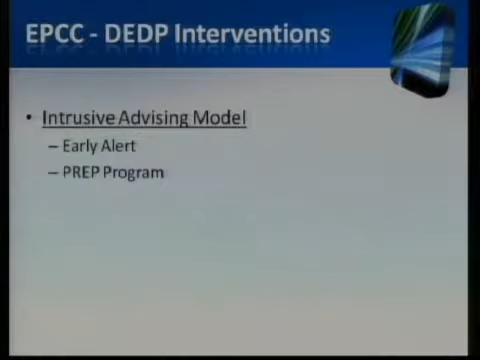 EPCC - DEDP Interventions
• Intrusive Advising Model
– Early Alert
– PREP Program